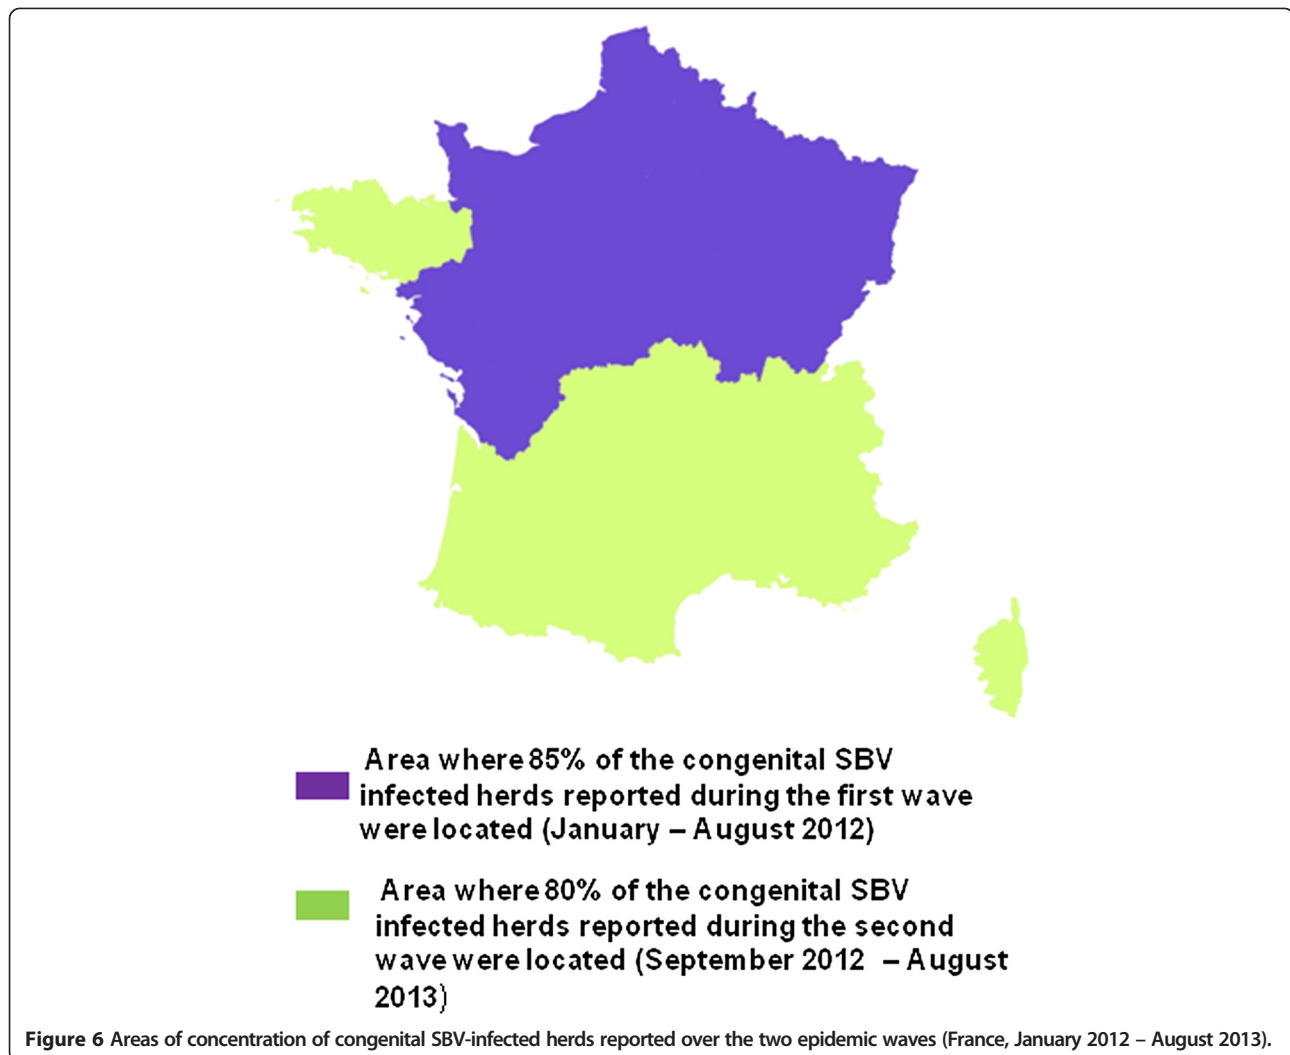 Area where 85% of the congenital SBV
infected herds reported during the first wave
were located (January – August 2012)
Area where 80% of the congenital SBV
infected herds reported during the second
wave were located (September 2012 – August
2013)
Figure 6 Areas of concentration of congenital SBV-infected herds reported over the two epidemic waves (France, January 2012 – August 2013).